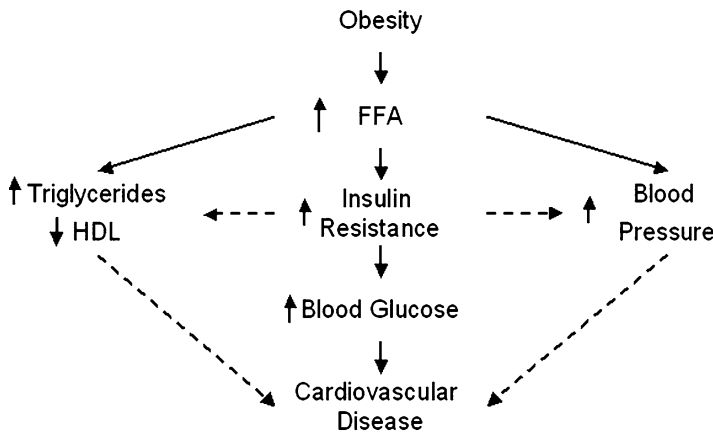 Obesity
↑ FFA
↑ Triglycerides
↓ HDL
↑ Insulin
Resistance
↑ Blood
Pressure
↑ Blood Glucose
Cardiovascular
Disease